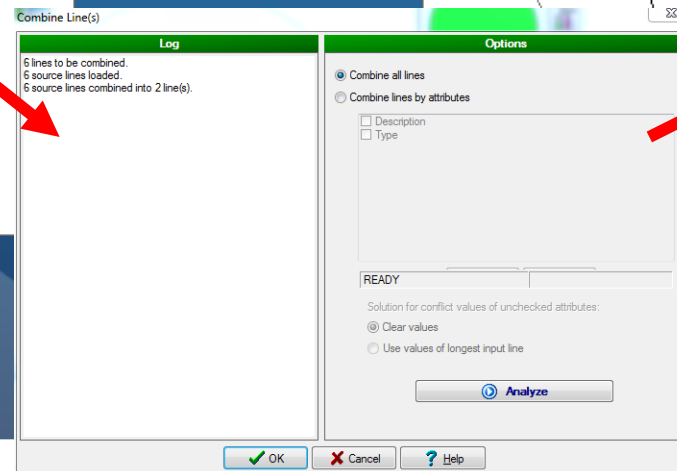 Combine Line(s)
Log
6 lines to be combined.
6 source lines loaded.
6 source lines combined into 2 line(s).
Options
Combine all lines
Combine lines by attributes
Description
Type
READY
Solution for conflict values of unchecked attributes:
Clear values
Use values of longest input line
Analyze
OK
Cancel
? Help